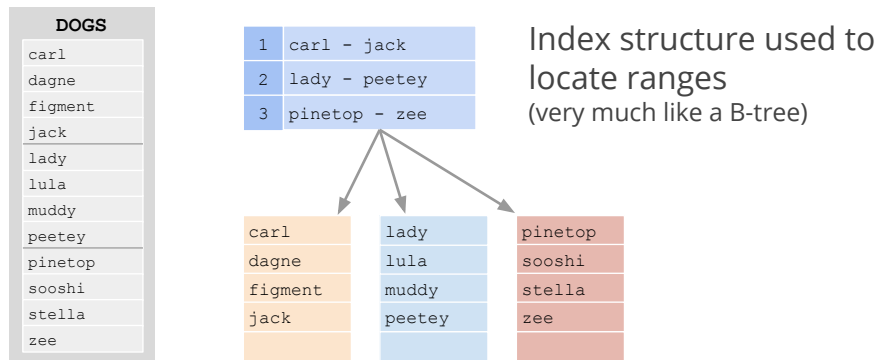 DOGS
carl
dagne
figment
jack
lady
lula
muddy
peetey
pinetop
sooshi
stella
zee
1 carl - jack
2 lady - peetey
3 pinetop - zee
Index structure used to
locate ranges
(very much like a B-tree)
carl
dagne
figment
jack
lady
lula
muddy
peetey
pinetop
sooshi
stella
zee